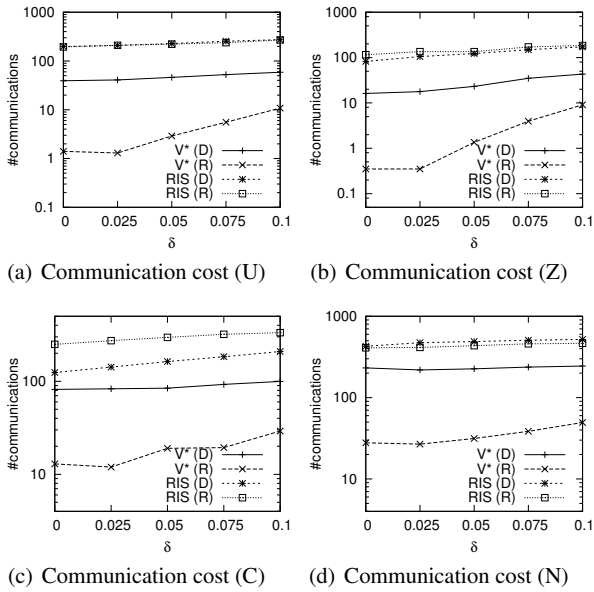 1000
100
10
1
0.1
#communications
V* (D)
V* (R)
RIS (D)
RIS (R)
0 0.025 0.05 0.075 0.1
δ
(a) Communication cost (U)
1000
100
10
1
0.1
#communications
V* (D)
V* (R)
RIS (D)
RIS (R)
0 0.025 0.05 0.075 0.1
δ
(b) Communication cost (Z)
100
10
#communications
V* (D)
V* (R)
RIS (D)
RIS (R)
0 0.025 0.05 0.075 0.1
δ
(c) Communication cost (C)
1000
100
10
#communications
V* (D)
V* (R)
RIS (D)
RIS (R)
0 0.025 0.05 0.075 0.1
δ
(d) Communication cost (N)